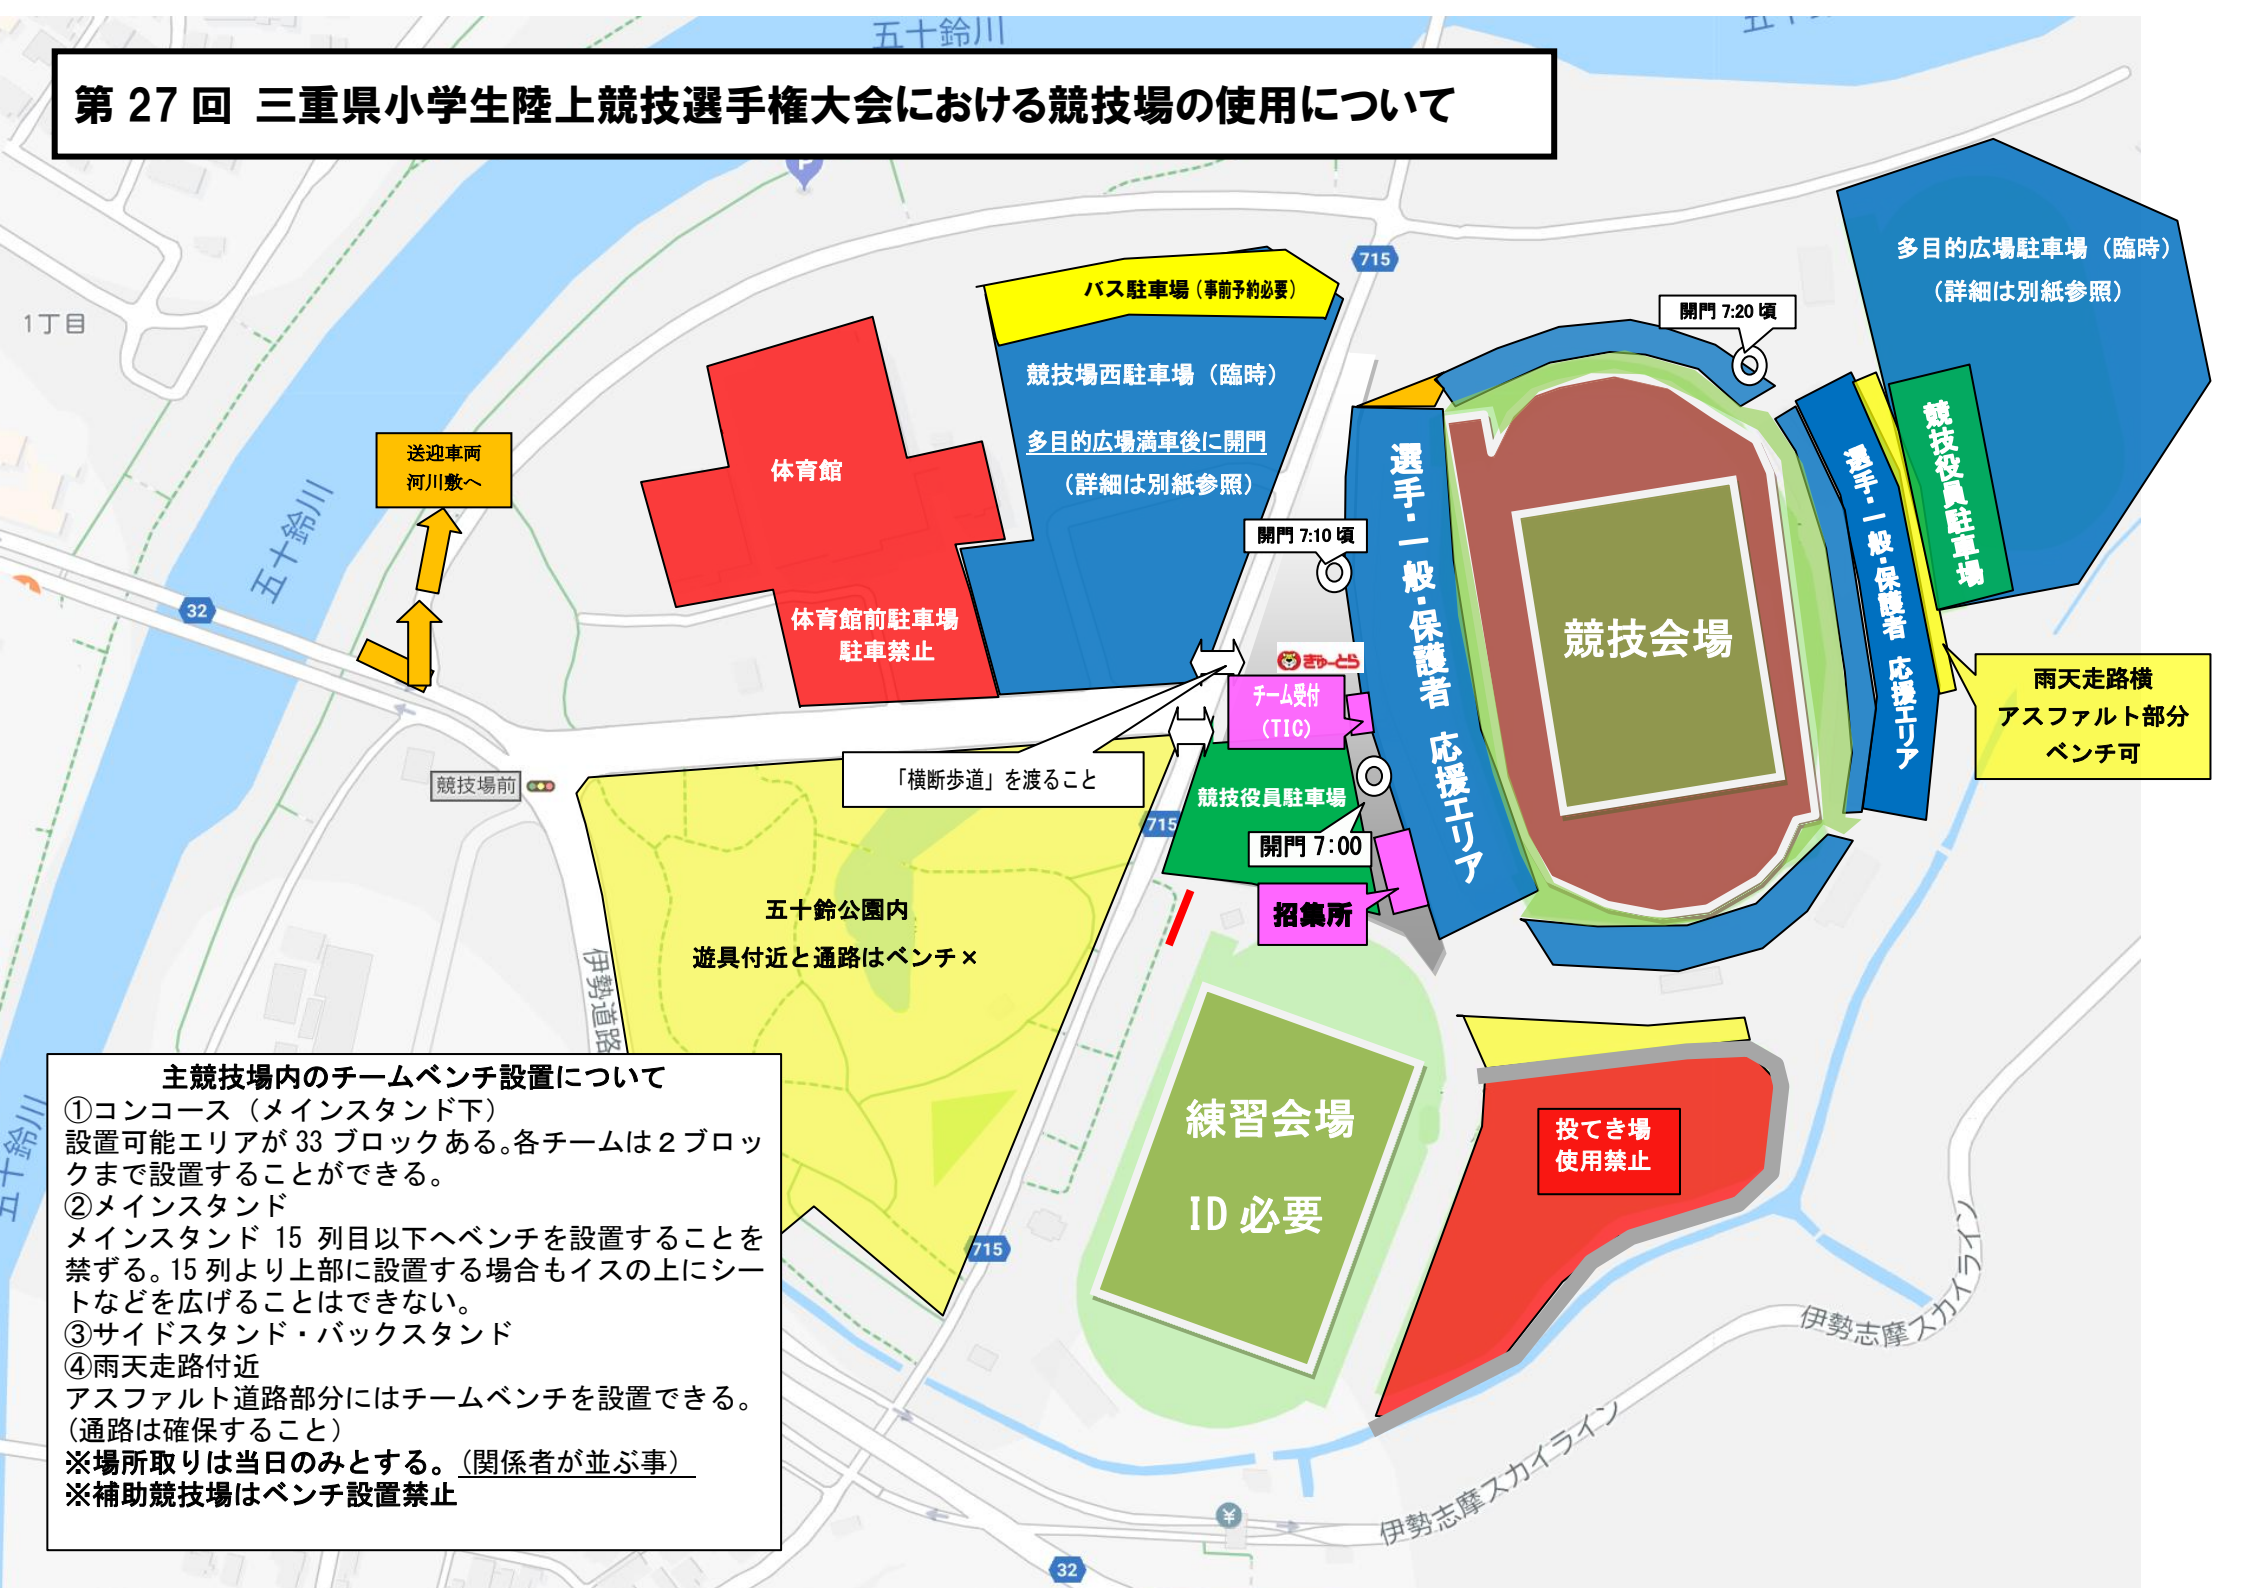 五十鈴川
第 27 回 三重県小学生陸上競技選手権大会における競技場の使用について
715
バス駐車場（事前予約必要）
多目的広場駐車場（臨時）
（詳細は別紙参照）
開門 7:20 頃
1丁目
競技場西駐車場（臨時）
多目的広場満車後に開門
（詳細は別紙参照）
送迎車両
河川敷へ
体育館
選手・一般・保護者 応援エリア
選手・一般・保護者 応援エリア
競技役員駐車場
五十鈴川
開門 7:10 頃
32
体育館前駐車場
駐車禁止
競技会場
ぎゅーとら
チーム受付
（TIC）
雨天走路横
アスファルト部分
ベンチ可
「横断歩道」を渡ること
競技場前
競技役員駐車場
715
開門 7:00
招集所
五十鈴公園内
遊具付近と通路はベンチ×
伊勢道路
練習会場
ID 必要
投てき場
使用禁止
715
五十鈴川
主競技場内のチームベンチ設置について
①コンコース（メインスタンド下）
設置可能エリアが 33 ブロックある。各チームは２ブロッ
クまで設置することができる。
②メインスタンド
メインスタンド 15 列目以下へベンチを設置することを
禁ずる。15 列より上部に設置する場合もイスの上にシー
トなどを広げることはできない。
③サイドスタンド・バックスタンド
④雨天走路付近
アスファルト道路部分にはチームベンチを設置できる。
（通路は確保すること）
※場所取りは当日のみとする。（関係者が並ぶ事）
※補助競技場はベンチ設置禁止
伊勢志摩スカイライン
伊勢志摩スカイライン
¥
32